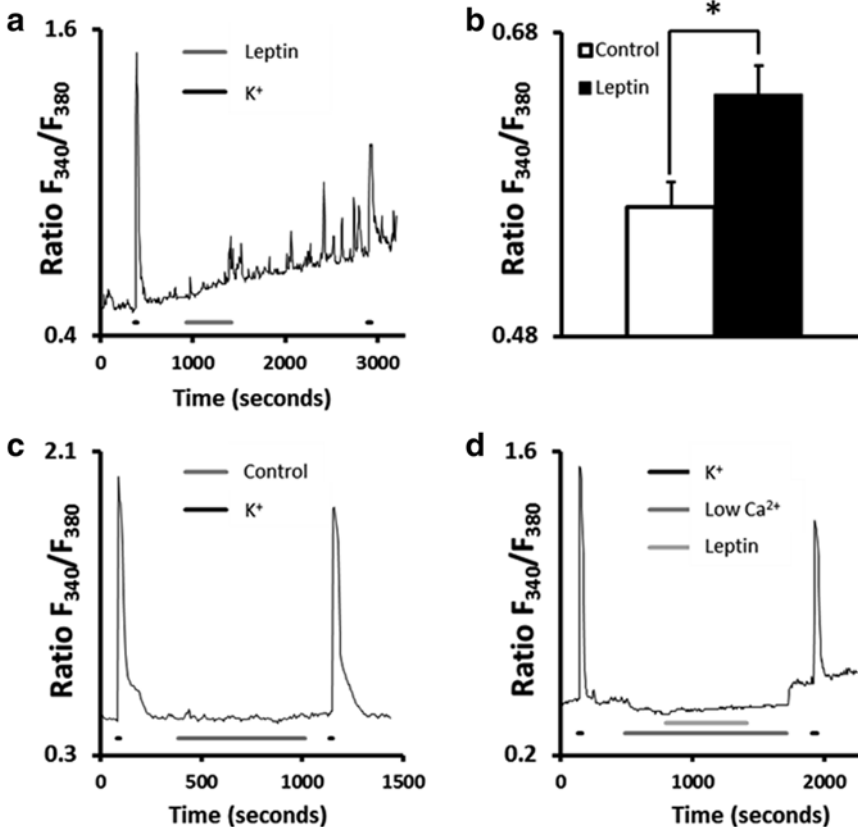 a
1.6
Leptin
K⁺
Ratio F₃₄₀/F₃₈₀
0.4
0
1000
2000
3000
Time (seconds)
b
*
0.68
Control
Leptin
Ratio F₃₄₀/F₃₈₀
0.48
c
2.1
Control
K⁺
Ratio F₃₄₀/F₃₈₀
0.3
0
500
1000
1500
Time (seconds)
d
1.6
K⁺
Low Ca²⁺
Leptin
Ratio F₃₄₀/F₃₈₀
0.2
0
1000
2000
Time (seconds)